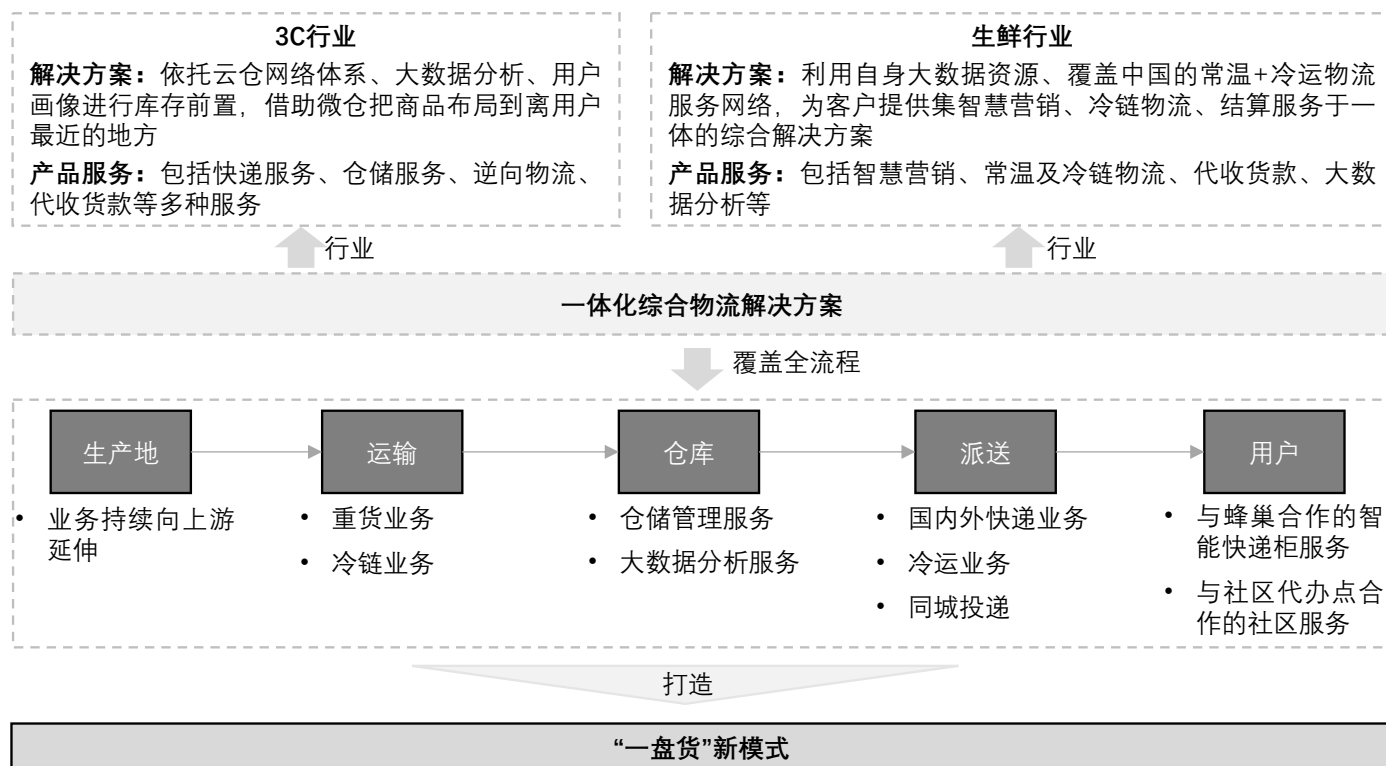 3C行业
解决方案：依托云仓网络体系、大数据分析、用户
画像进行库存前置，借助微仓把商品布局到离用户
最近的地方
产品服务：包括快递服务、仓储服务、逆向物流、
代收货款等多种服务
生鲜行业
解决方案：利用自身大数据资源、覆盖中国的常温+冷运物流
服务网络，为客户提供集智慧营销、冷链物流、结算服务于一
体的综合解决方案
产品服务：包括智慧营销、常温及冷链物流、代收货款、大数
据分析等
行业
行业
一体化综合物流解决方案
覆盖全流程
生产地
运输
仓库
派送
用户
• 业务持续向上游
延伸
• 重货业务
• 冷链业务
• 仓储管理服务
• 大数据分析服务
• 国内外快递业务
• 冷运业务
• 同城投递
• 与蜂巢合作的智
能快递柜服务
• 与社区代办点合
作的社区服务
打造
“一盘货”新模式